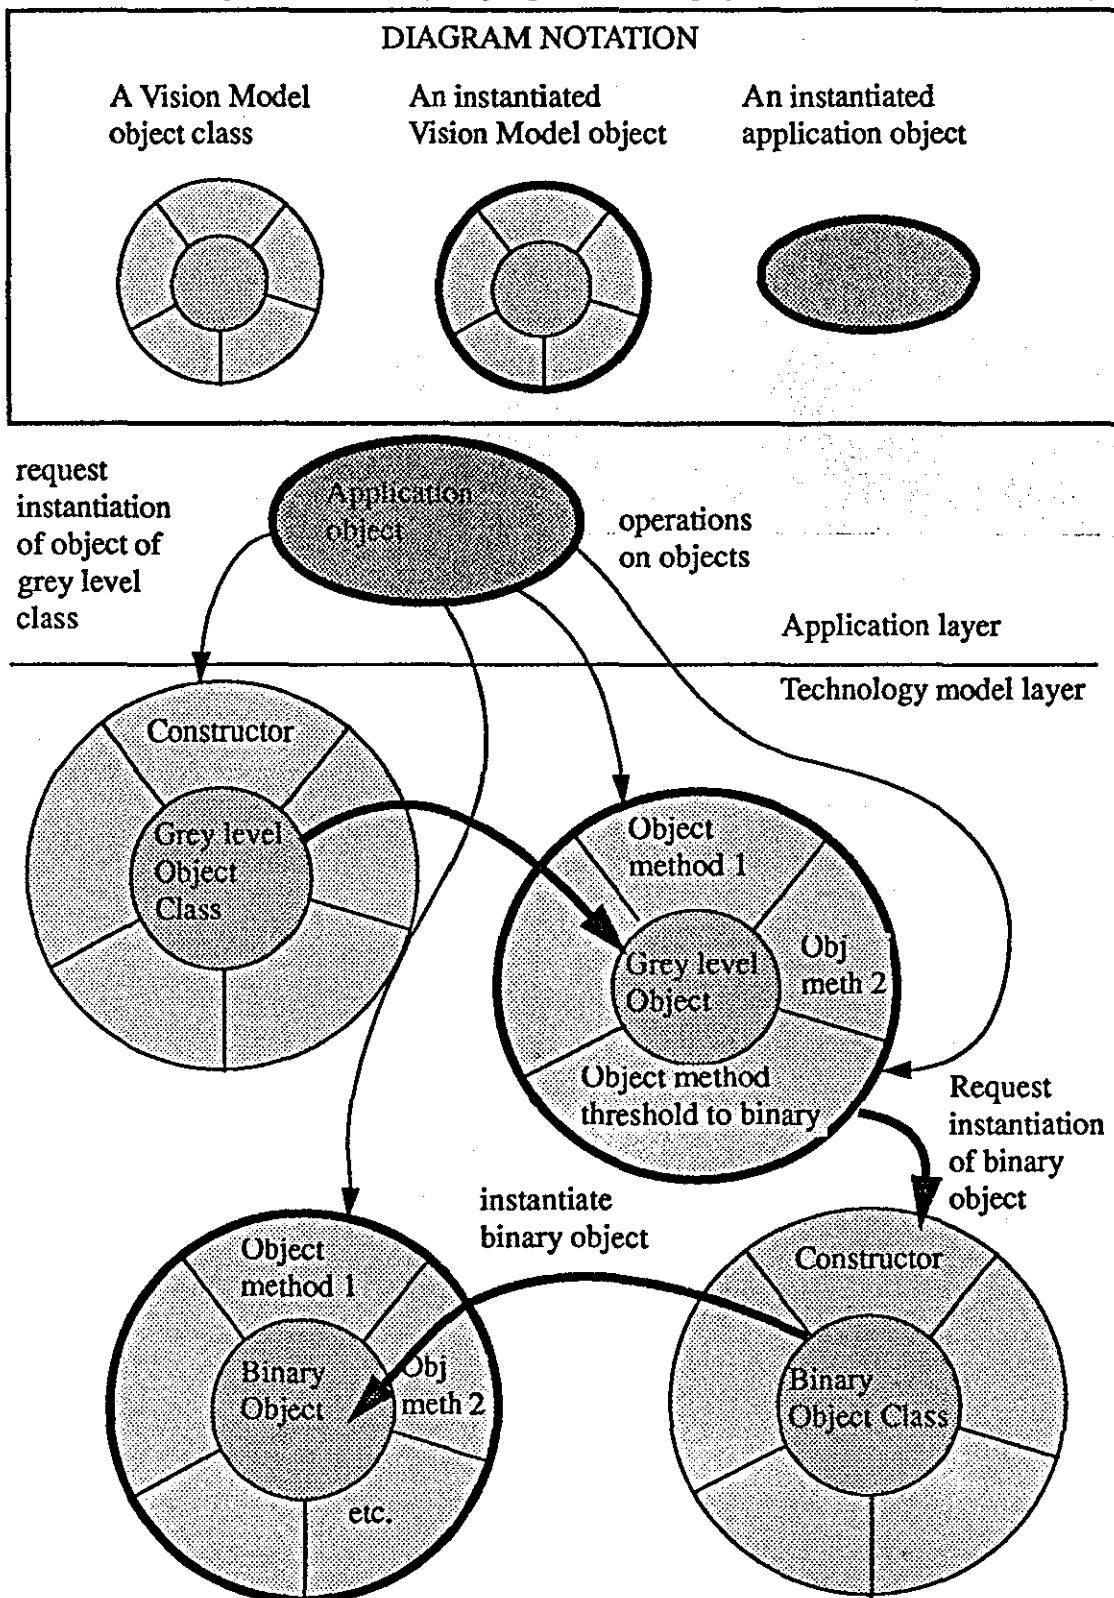 DIAGRAM NOTATION
A Vision Model
object class
An instantiated
Vision Model object
An instantiated
application object
request
instantiation
of object of
grey level
class
Application
object
operations
on objects
Application layer
Technology model layer
Constructor
Grey level
Object
Class
Object
method 1
Obj
meth 2
Grey level
Object
Object method
threshold to binary
Request
instantiation
of binary
object
instantiate
binary object
Object
method 1
Binary
Object
Obj
meth 2
etc.
Constructor
Binary
Object Class